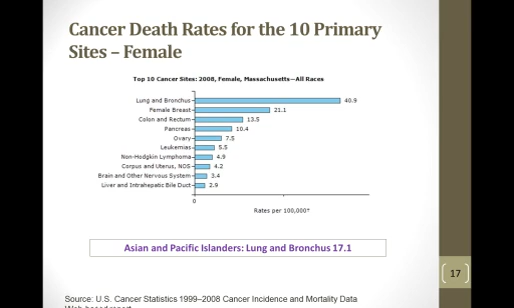 Cancer Death Rates for the 10 Primary
Sites – Female
Top 10 Cancer Sites: 2008, Female, Massachusetts—All Races
Lung and Bronchus 40.9
Female Breast 21.1
Colon and Rectum 13.5
Pancreas 10.4
Ovary 7.5
Leukemias 5.5
Non-Hodgkin Lymphoma 4.9
Corpus and Uterus, NOS 4.2
Brain and Other Nervous System 3.4
Liver and Intrahepatic Bile Duct 2.9
0
Rates per 100,000†
Asian and Pacific Islanders: Lung and Bronchus 17.1
17
Source: U.S. Cancer Statistics 1999–2008 Cancer Incidence and Mortality Data